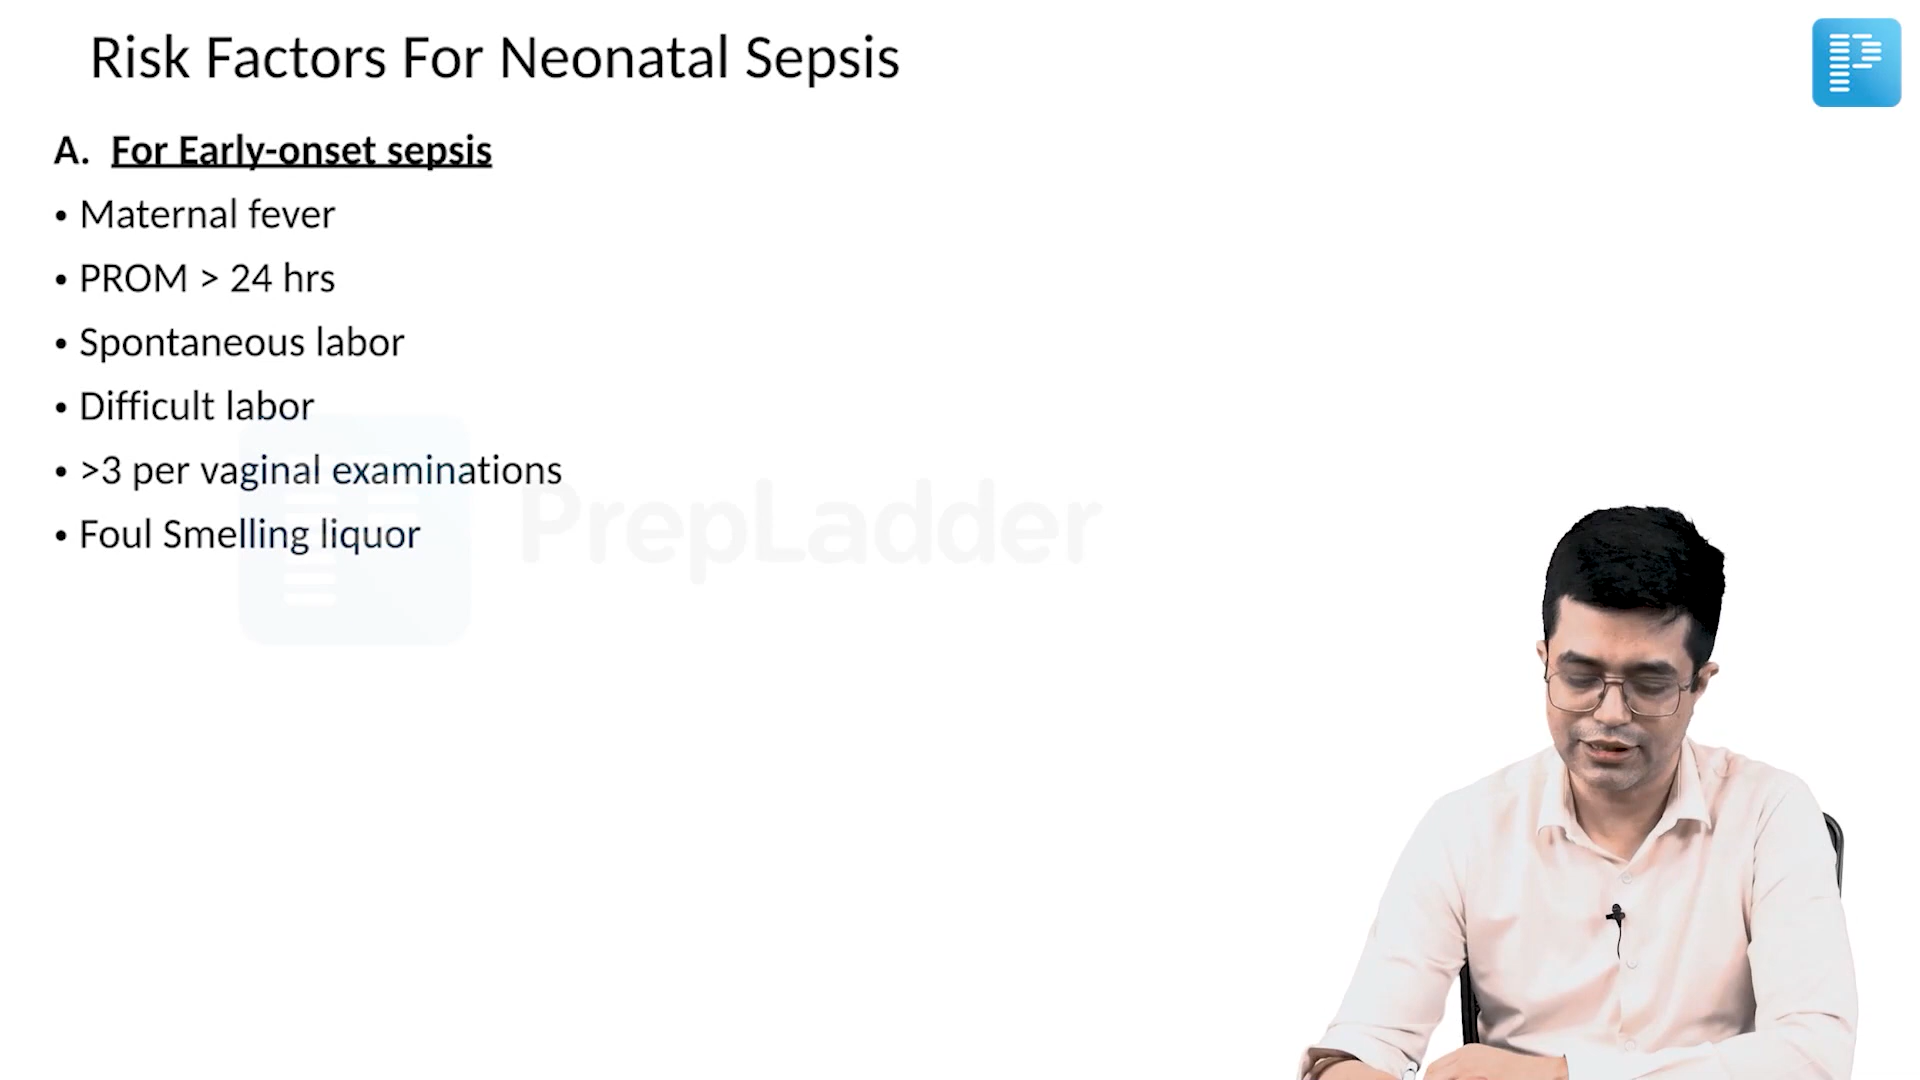 Risk Factors For Neonatal Sepsis
A. For Early-onset sepsis
• Maternal fever
• PROM > 24 hrs
• Spontaneous labor
• Difficult labor
• >3 per vaginal examinations
• Foul Smelling liquor
PrepLadder